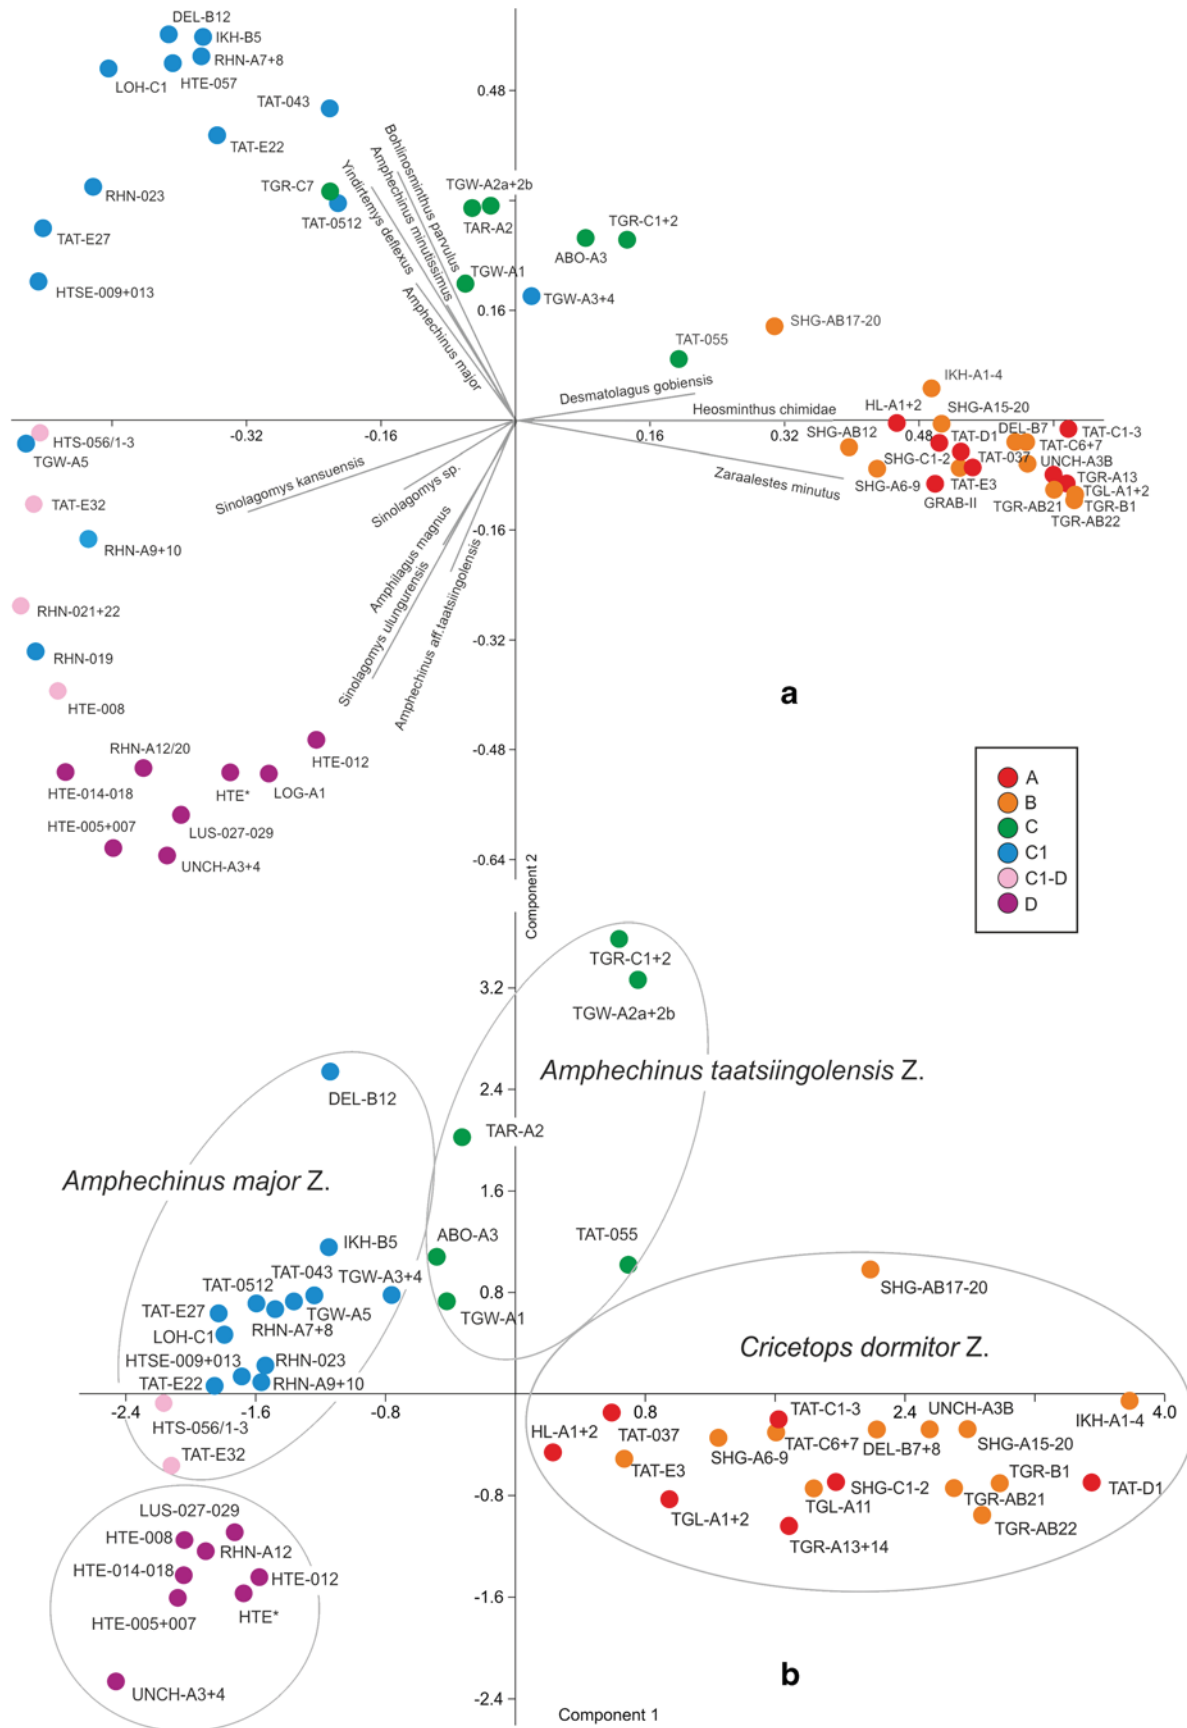 DEL-B12
IKH-B5
RHN-A7+8
HTE-057
LOH-C1
0.48
TAT-043
TAT-E22
Bohlinosminthus parvulus
Amphechinus minutissimus
Yindirtemys deflexus
Amphechinus major
TGR-C7
TGW-A2a+2b
RHN-023
TAT-0512
TAR-A2
TGR-C1+2
TAT-E27
ABO-A3
TGW-A1
HTSE-009+013
TGW-A3+4
0.16
SHG-AB17-20
TAT-055
IKH-A1-4
Desmatolagus gobiensis
HL-A1+2
SHG-A15-20
Heosminthus chimidae
-0.32
-0.16
0.16
0.32
0.48
DEL-B7
TAT-C1-3
HTS-056/1-3
SHG-AB12
TAT-D1
TAT-C6+7
TGW-A5
SHG-C1-2
TAT-037
UNCH-A3B
Sinolagomys kansuensis
Sinolagomys sp.
Zaraalestes minutus
SHG-A6-9
TAT-E3
TGR-A13
GRAB-II
TGR-AB21
TGL-A1+2
TGR-B1
TGR-AB22
TAT-E32
-0.16
RHN-A9+10
Amphilagus magnus
Sinolagomys ulungurensis
Amphechinus aff.taatsiingolensis
RHN-021+22
-0.32
RHN-019
a
HTE-008
-0.48
HTE-012
RHN-A12/20
HTE-014-018
HTE*
LOG-A1
HTE-005+007
LUS-027-029
UNCH-A3+4
-0.64
Component 2
A
B
C
C1
C1-D
D
TGR-C1+2
3.2
TGW-A2a+2b
Amphechinus taatsiingolensis Z.
2.4
DEL-B12
TAR-A2
Amphechinus major Z.
1.6
IKH-B5
ABO-A3
TAT-055
TAT-043
TAT-0512
TGW-A3+4
0.8
SHG-AB17-20
TAT-E27
TGW-A5
TGW-A1
LOH-C1
RHN-A7+8
Cricetops dormitor Z.
HTSE-009+013
RHN-023
TAT-E22
RHN-A9+10
-2.4
-1.6
-0.8
0.8
2.4
4.0
TAT-C1-3
UNCH-A3B
IKH-A1-4
HTS-056/1-3
HL-A1+2
TAT-037
TAT-C6+7
DEL-B7+8
SHG-A15-20
TAT-E32
TAT-E3
SHG-A6-9
SHG-C1-2
TGR-B1
TAT-D1
-0.8
TGL-A11
TGR-AB21
TGL-A1+2
TGR-AB22
TGR-A13+14
LUS-027-029
HTE-008
RHN-A12
HTE-014-018
HTE-012
-1.6
HTE-005+007
HTE*
b
UNCH-A3+4
-2.4
Component 1